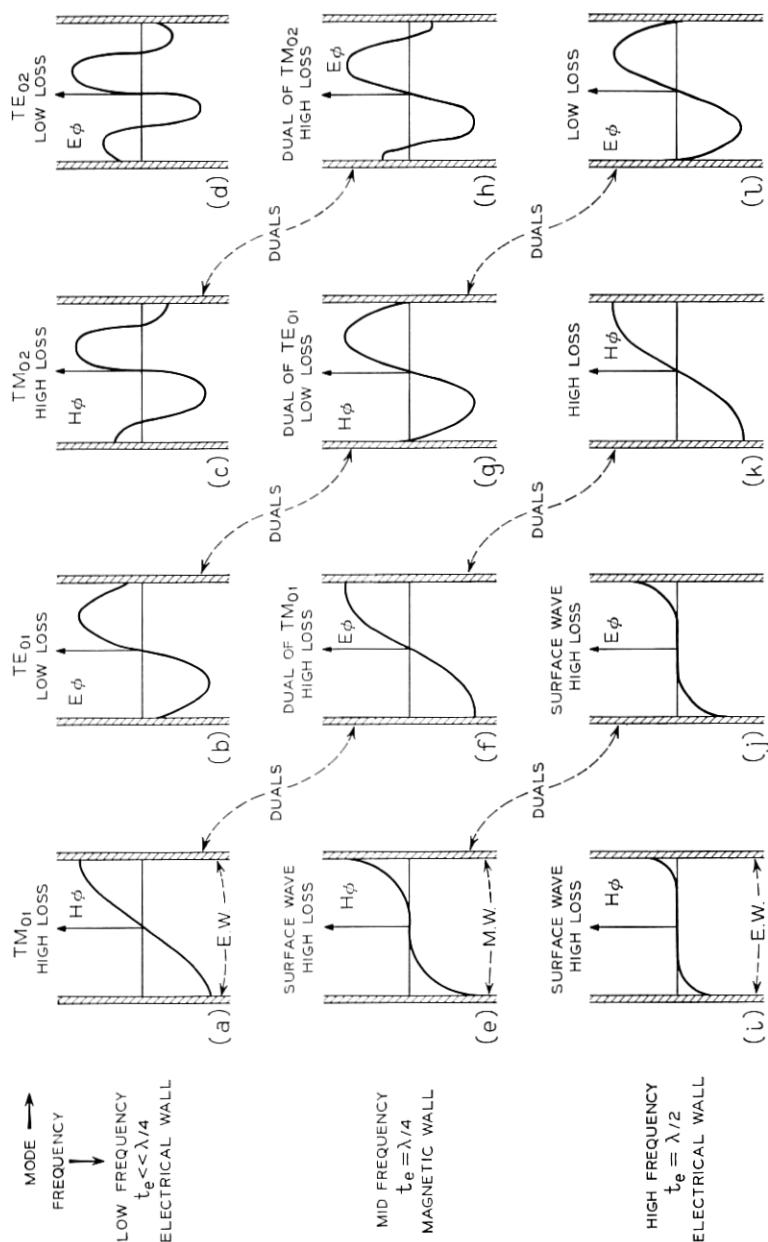 MODE
FREQUENCY
LOW FREQUENCY
tₑ<<λ/4
ELECTRICAL WALL
TM₀₁
HIGH LOSS
Hϕ
E.W.
(a)
TE₀₁
LOW LOSS
Eϕ
(b)
TM₀₂
HIGH LOSS
Hϕ
(c)
TE₀₂
LOW LOSS
Eϕ
(d)
DUALS
DUALS
DUALS
MID FREQUENCY
tₑ=λ/4
MAGNETIC WALL
SURFACE WAVE
HIGH LOSS
Hϕ
M.W.
(e)
DUAL OF TM₀₁
HIGH LOSS
Eϕ
(f)
DUAL OF TE₀₁
LOW LOSS
Hϕ
(g)
DUAL OF TM₀₂
HIGH LOSS
Eϕ
(h)
DUALS
DUALS
DUALS
HIGH FREQUENCY
tₑ = λ/2
ELECTRICAL WALL
SURFACE WAVE
HIGH LOSS
Hϕ
E.W.
(i)
SURFACE WAVE
HIGH LOSS
Eϕ
(j)
HIGH LOSS
Hϕ
(k)
LOW LOSS
Eϕ
(l)